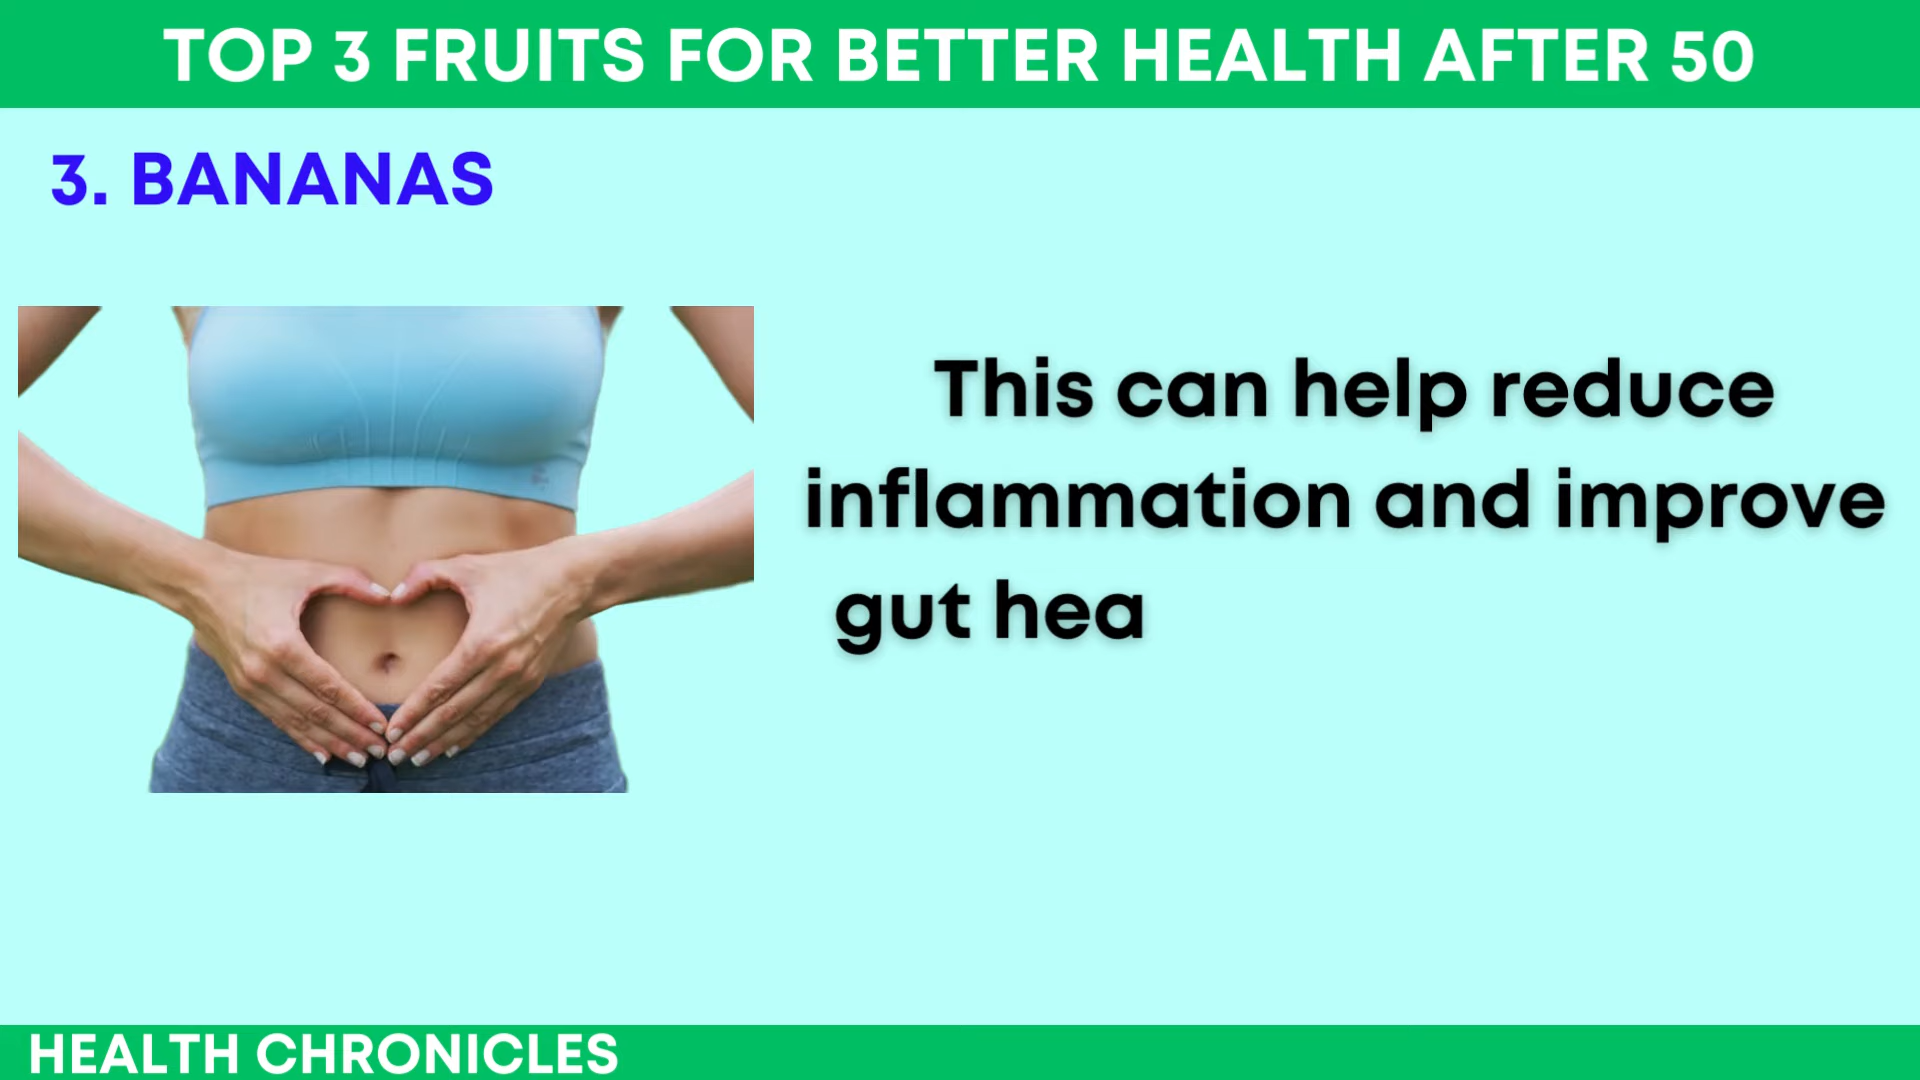 TOP 3 FRUITS FOR BETTER HEALTH AFTER 50
3. BANANAS
This can help reduce
inflammation and improve
gut hea
HEALTH CHRONICLES